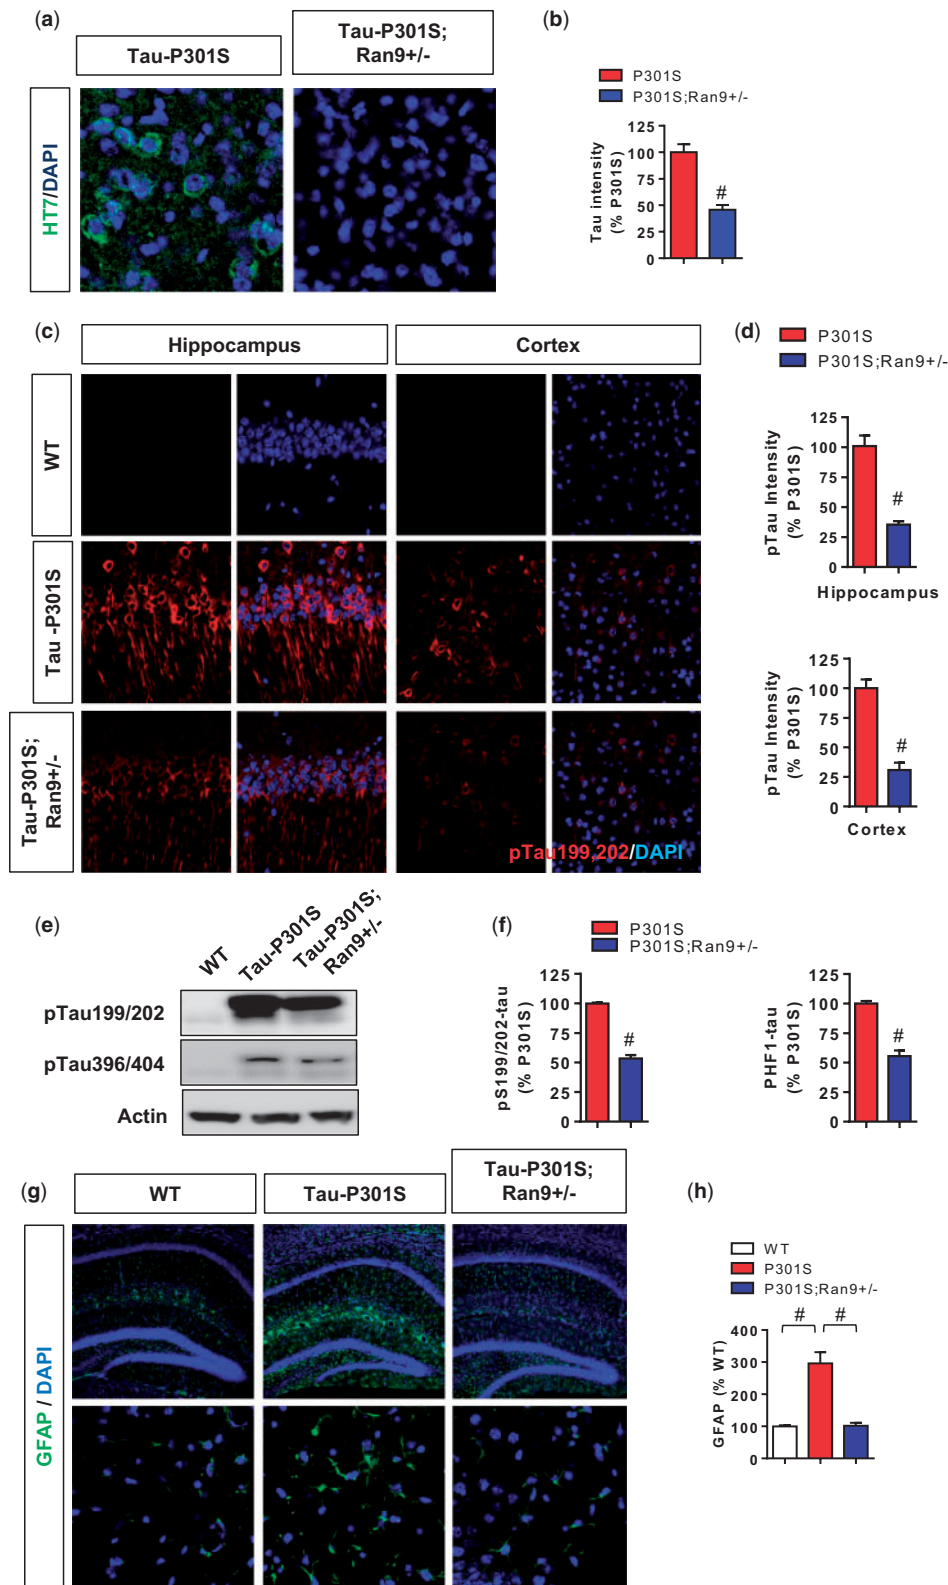 (a)
Tau-P301S
Tau-P301S;
Ran9+/-
HT7/DAPI
(b)
P301S
P301S;Ran9+/-
Tau intensity
(% P301S)
125
100
75
50
25
0
#
(c)
Hippocampus
Cortex
WT
Tau -P301S
Tau-P301S;
Ran9+/-
pTau199,202/DAPI
(d)
P301S
P301S;Ran9+/-
pTau Intensity
(% P301S)
125
100
75
50
25
0
#
Hippocampus
pTau Intensity
(% P301S)
125
100
75
50
25
0
#
Cortex
(e)
WT
Tau-P301S
Tau-P301S;
Ran9+/-
pTau199/202
pTau396/404
Actin
(f)
P301S
P301S;Ran9+/-
pS199/202-tau
(% P301S)
125
100
75
50
25
0
#
PHF1-tau
(% P301S)
125
100
75
50
25
0
#
(g)
WT
Tau-P301S
Tau-P301S;
Ran9+/-
GFAP / DAPI
(h)
WT
P301S
P301S;Ran9+/-
GFAP (% WT)
400
300
200
100
0
# #